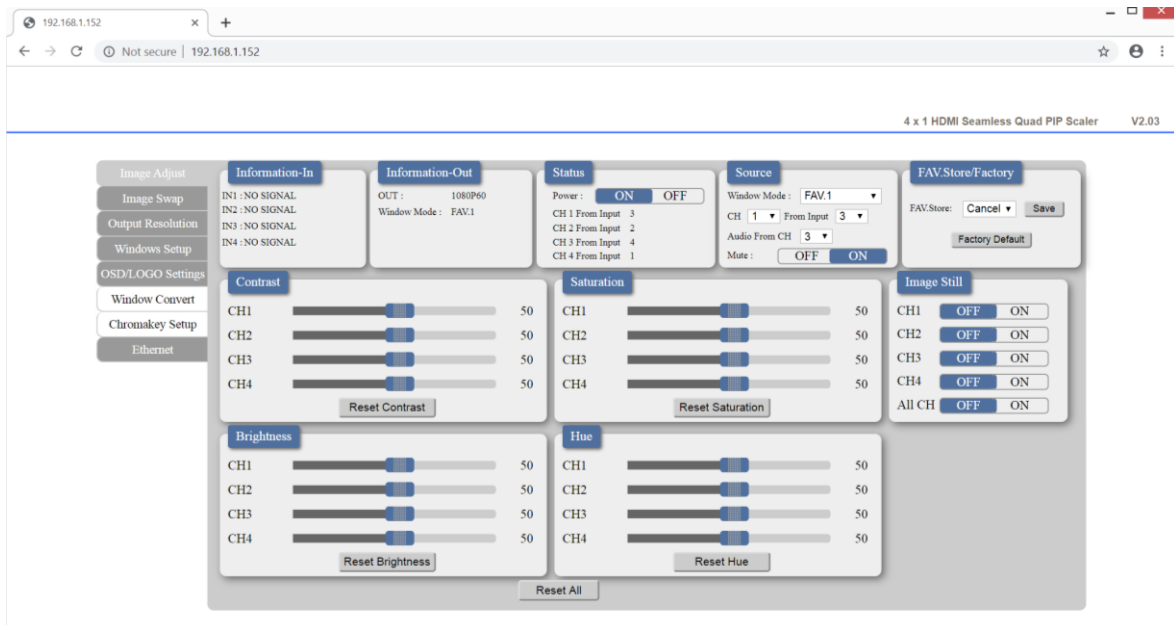 192.168.1.152
Not secure | 192.168.1.152
4 x 1 HDMI Seamless Quad PIP Scaler V2.03
Image Adjust
Image Swap
Output Resolution
Windows Setup
OSD/LOGO Settings
Window Convert
Chromakey Setup
Ethernet
Information-In
IN1 : NO SIGNAL
IN2 : NO SIGNAL
IN3 : NO SIGNAL
IN4 : NO SIGNAL
Information-Out
OUT : 1080P60
Window Mode : FAV.1
Status
Power : ON OFF
CH 1 From Input 3
CH 2 From Input 2
CH 3 From Input 4
CH 4 From Input 1
Source
Window Mode : FAV.1
CH 1 From Input 3
Audio From CH 3
Mute : OFF ON
FAV.Store/Factory
FAV.Store: Cancel Save
Factory Default
Contrast
CH1 50
CH2 50
CH3 50
CH4 50
Reset Contrast
Saturation
CH1 50
CH2 50
CH3 50
CH4 50
Reset Saturation
Image Still
CH1 OFF ON
CH2 OFF ON
CH3 OFF ON
CH4 OFF ON
All CH OFF ON
Brightness
CH1 50
CH2 50
CH3 50
CH4 50
Reset Brightness
Hue
CH1 50
CH2 50
CH3 50
CH4 50
Reset Hue
Reset All